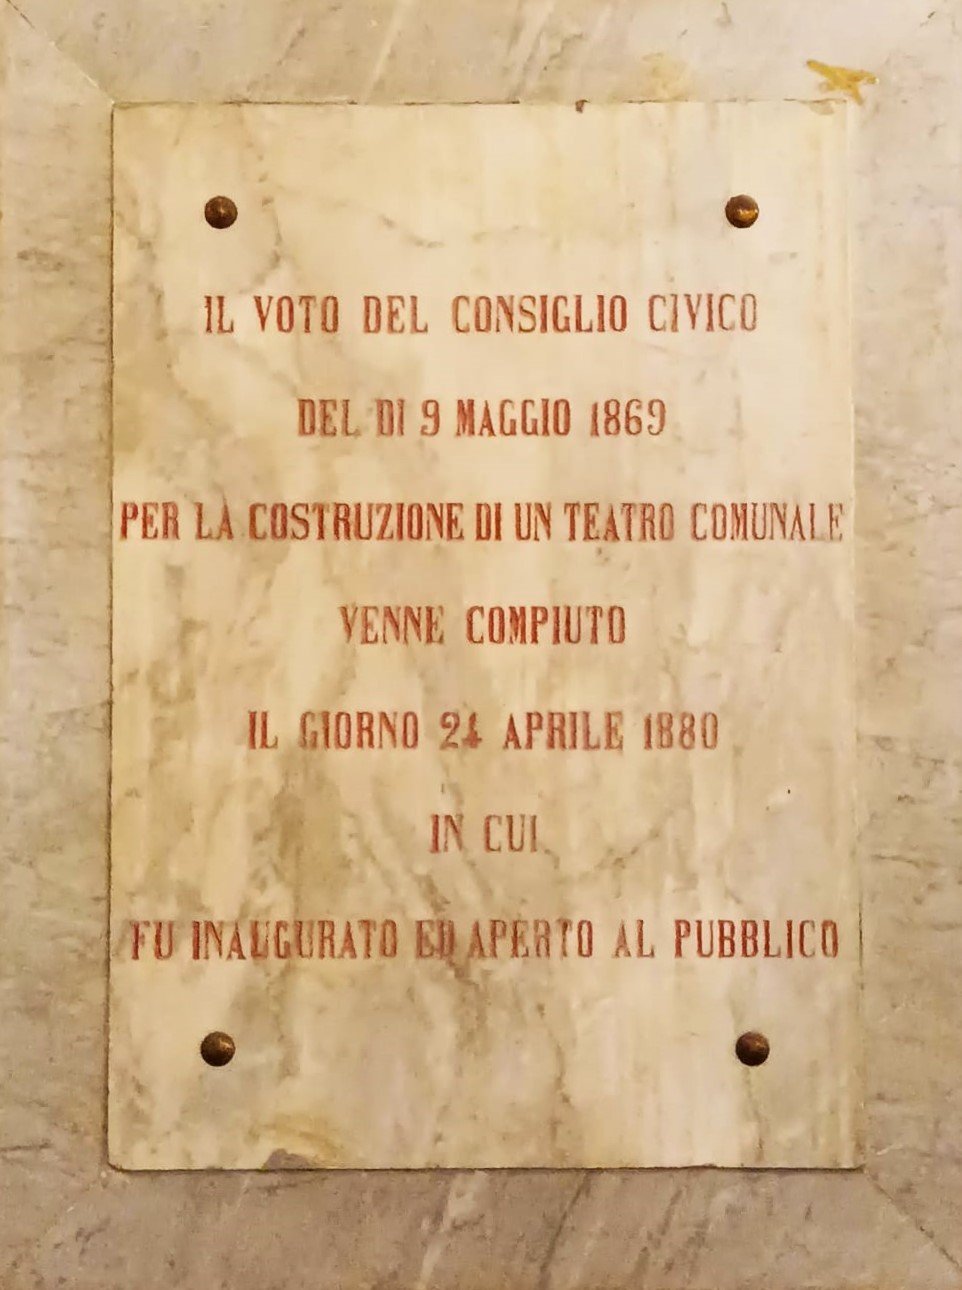 IL VOTO DEL CONSIGLIO CIVICO
DEL DI 9 MAGGIO 1869
PER LA COSTRUZIONE DI UN TEATRO COMUNALE
VENNE COMPIUTO
IL GIORNO 24 APRILE 1880
IN CUI
FU INAUGURATO ED APERTO AL PUBBLICO